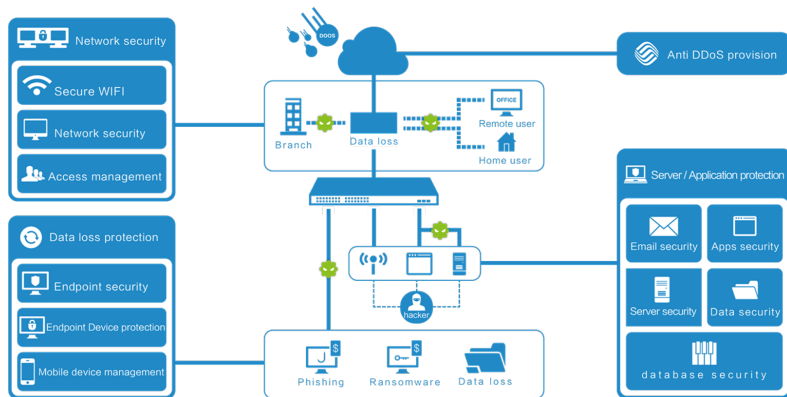 Network security
Secure WIFI
Network security
Access management
Data loss protection
Endpoint security
Endpoint Device protection
Mobile device management
DDOS
Branch
Data loss
OFFICE
Remote user
Home user
hacker
$
$
Phishing
Ransomware
Data loss
Anti DDoS provision
Server / Application protection
Email security
Apps security
Server security
Data security
database security